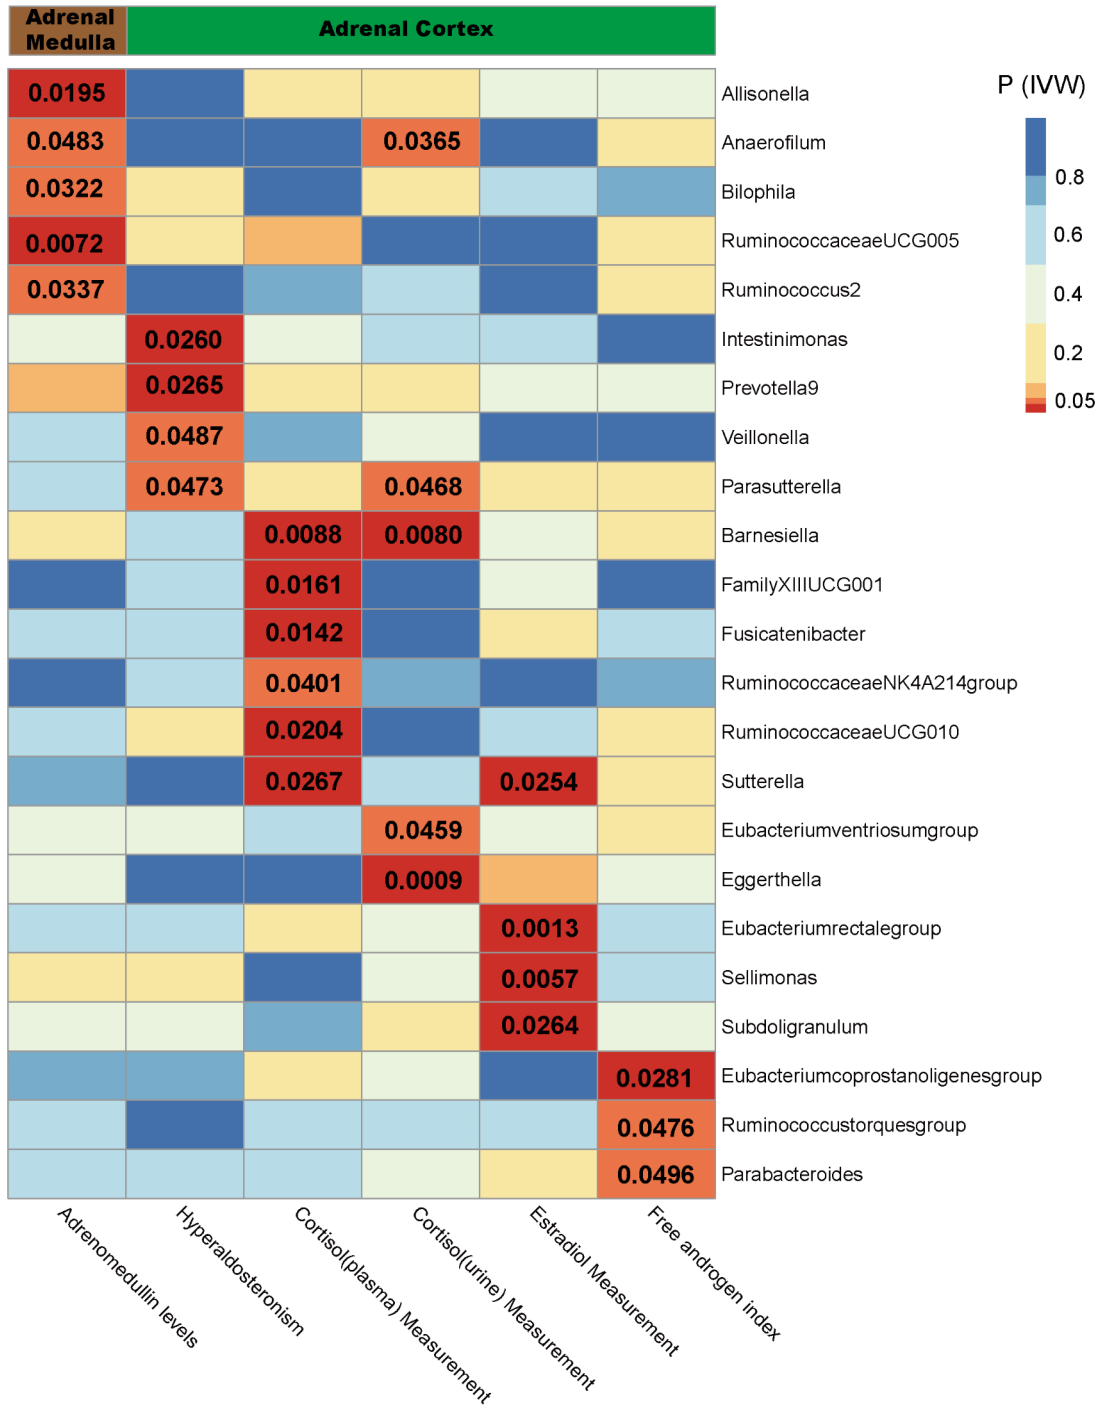 Adrenal
Medulla
Adrenal Cortex
P (IVW)
0.8
0.6
0.4
0.2
0.05
0.0195 Allisonella
0.0483 0.0365 Anaerofilum
0.0322 Bilophila
0.0072 RuminococcaceaeUCG005
0.0337 Ruminococcus2
0.0260 Intestinimonas
0.0265 Prevotella9
0.0487 Veillonella
0.0473 0.0468 Parasutterella
0.0088 0.0080 Barnesiella
0.0161 FamilyXIIIUCG001
0.0142 Fusicatenibacter
0.0401 RuminococcaceaeNK4A214group
0.0204 RuminococcaceaeUCG010
0.0267 0.0254 Sutterella
0.0459 Eubacteriumventriosumgroup
0.0009 Eggerthella
0.0013 Eubacteriumrectalegroup
0.0057 Sellimonas
0.0264 Subdoligranulum
0.0281 Eubacteriumcoprostanoligenesgroup
0.0476 Ruminococcustorquesgroup
0.0496 Parabacteroides
Adrenomedullin levels
Hyperaldosteronism
Cortisol(plasma) Measurement
Cortisol(urine) Measurement
Estradiol Measurement
Free androgen index